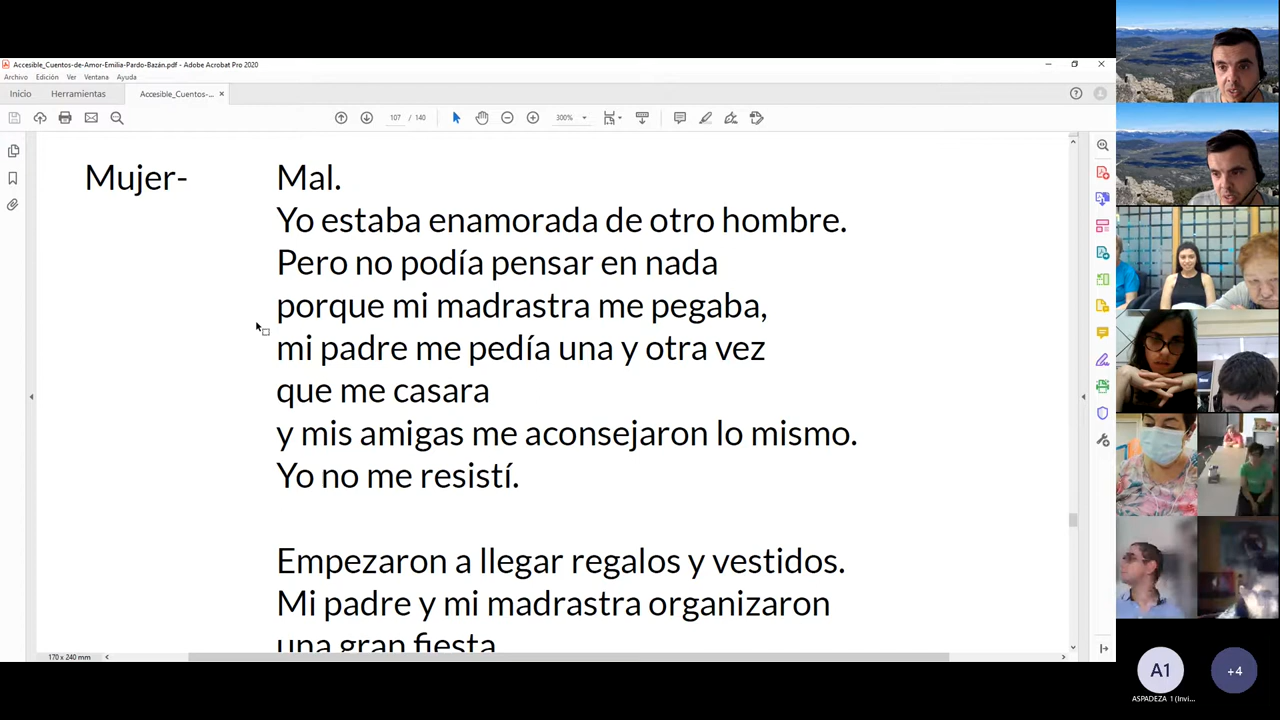 Accesible_Cuentos-de-Amor-Emilia-Pardo-Bazán.pdf - Adobe Acrobat Pro 2020
Archivo Edición Ver Ventana Ayuda
Inicio Herramientas Accesible_Cuentos-...
107 / 140 300%
Mujer- Mal.
Yo estaba enamorada de otro hombre.
Pero no podía pensar en nada
porque mi madrastra me pegaba,
mi padre me pedía una y otra vez
que me casara
y mis amigas me aconsejaron lo mismo.
Yo no me resistí.
Empezaron a llegar regalos y vestidos.
Mi padre y mi madrastra organizaron
una gran fiesta
170 x 240 mm
A1 +4
ASPADEZA 1 (Invi...